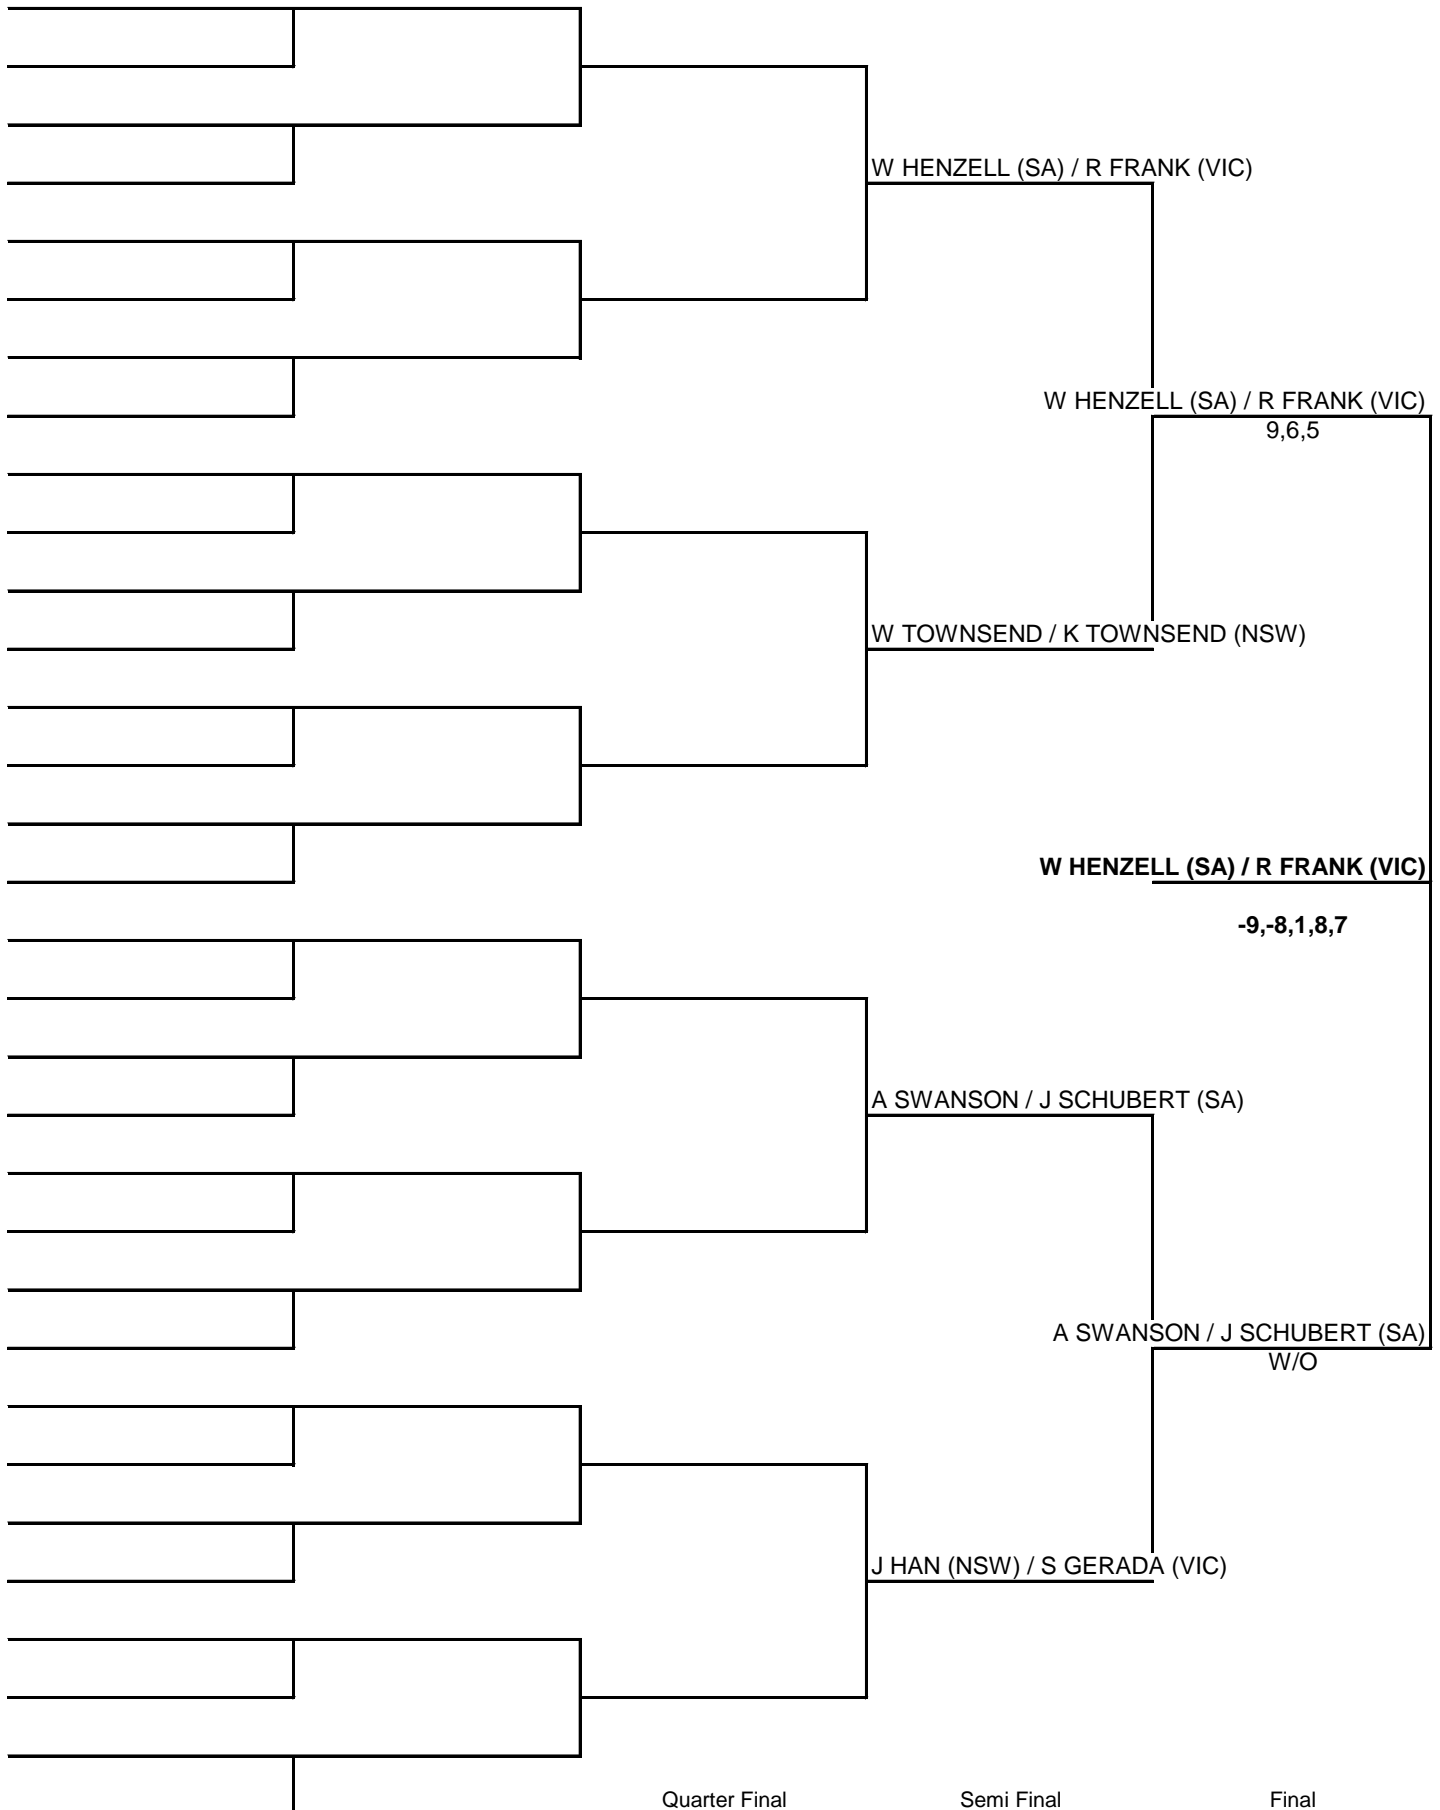 W HENZELL (SA) / R FRANK (VIC)
W HENZELL (SA) / R FRANK (VIC)
9,6,5
W TOWNSEND / K TOWNSEND (NSW)
W HENZELL (SA) / R FRANK (VIC)
-9,-8,1,8,7
A SWANSON / J SCHUBERT (SA)
A SWANSON / J SCHUBERT (SA)
W/O
J HAN (NSW) / S GERADA (VIC)
Quarter Final Semi Final Final